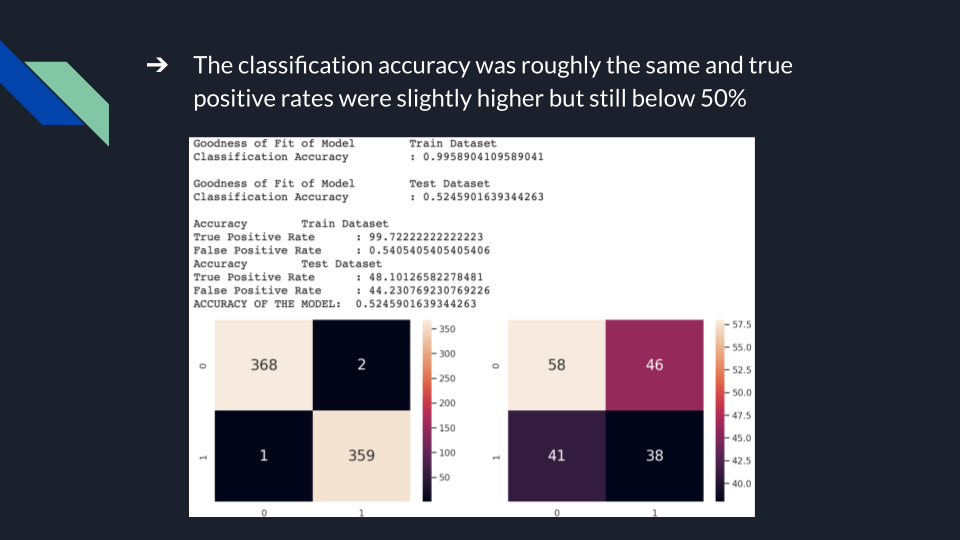 ➔ The classification accuracy was roughly the same and true
positive rates were slightly higher but still below 50%
Goodness of Fit of Model Train Dataset
Classification Accuracy : 0.9958904109589041
Goodness of Fit of Model Test Dataset
Classification Accuracy : 0.5245901639344263
Accuracy Train Dataset
True Positive Rate : 99.72222222222223
False Positive Rate : 0.5405405405405406
Accuracy Test Dataset
True Positive Rate : 48.10126582278481
False Positive Rate : 44.230769230769226
ACCURACY OF THE MODEL: 0.5245901639344263
0 368 2
1 1 359
0 1
350
300
250
200
150
100
50
0 58 46
1 41 38
0 1
57.5
55.0
52.5
50.0
47.5
45.0
42.5
40.0